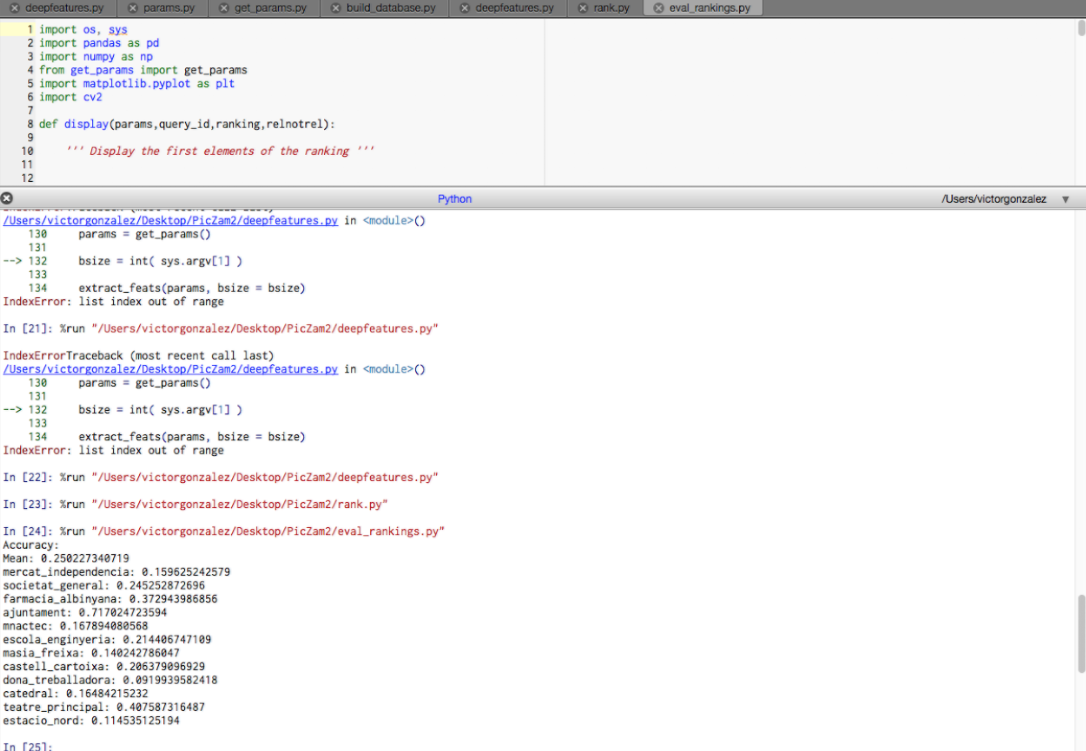 deepfeatures.py params.py get_params.py build_database.py deepfeatures.py rank.py eval_rankings.py
1 import os, sys
2 import pandas as pd
3 import numpy as np
4 from get_params import get_params
5 import matplotlib.pyplot as plt
6 import cv2
7
8 def display(params,query_id,ranking,relnotrel):
9
10 ''' Display the first elements of the ranking '''
11
12
Python /Users/victorgonzalez
/Users/victorgonzalez/Desktop/PicZam2/deepfeatures.py in <module>()
130 params = get_params()
131
--> 132 bsize = int( sys.argv[1] )
133
134 extract_feats(params, bsize = bsize)
IndexError: list index out of range
In [21]: %run "/Users/victorgonzalez/Desktop/PicZam2/deepfeatures.py"
IndexErrorTraceback (most recent call last)
/Users/victorgonzalez/Desktop/PicZam2/deepfeatures.py in <module>()
130 params = get_params()
131
--> 132 bsize = int( sys.argv[1] )
133
134 extract_feats(params, bsize = bsize)
IndexError: list index out of range
In [22]: %run "/Users/victorgonzalez/Desktop/PicZam2/deepfeatures.py"
In [23]: %run "/Users/victorgonzalez/Desktop/PicZam2/rank.py"
In [24]: %run "/Users/victorgonzalez/Desktop/PicZam2/eval_rankings.py"
Accuracy:
Mean: 0.250227340719
mercat_independencia: 0.159625242579
societat_general: 0.245252872696
farmacia_albinyana: 0.372943986856
ajuntament: 0.717024723594
mnactec: 0.167894080568
escola_enginyeria: 0.214406747109
masia_freixa: 0.140242786047
castell_cartoixa: 0.206379096929
dona_treballadora: 0.0919939582418
catedral: 0.16484215232
teatre_principal: 0.407587316487
estacio_nord: 0.114535125194
In [25]: